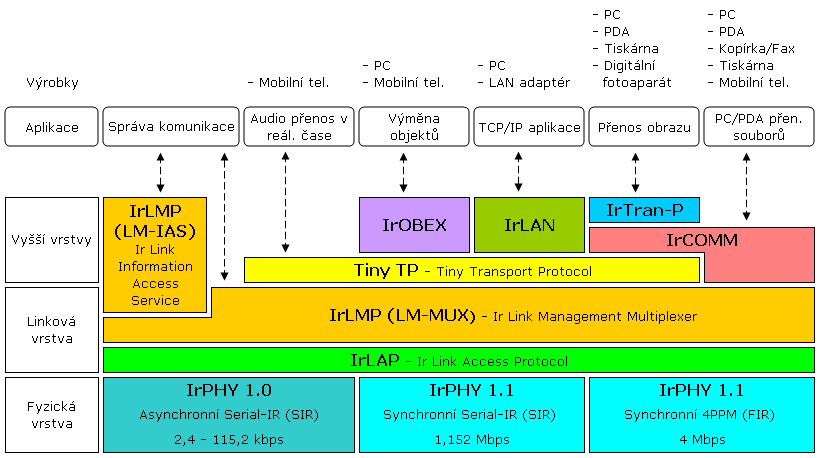 Výrobky
- Mobilní tel.
- PC
- Mobilní tel.
- PC
- LAN adaptér
- PC
- PDA
- Tiskárna
- Digitální
fotoaparát
- PC
- PDA
- Kopírka/Fax
- Tiskárna
- Mobilní tel.
Aplikace
Správa komunikace
Audio přenos v
reál. čase
Výměna
objektů
TCP/IP aplikace
Přenos obrazu
PC/PDA přen.
souborů
Vyšší vrstvy
IrLMP
(LM-IAS)
Ir Link
Information
Access
Service
IrOBEX
IrLAN
IrTran-P
IrCOMM
Tiny TP - Tiny Transport Protocol
Linková
vrstva
IrLMP (LM-MUX) - Ir Link Management Multiplexer
IrLAP - Ir Link Access Protocol
Fyzická
vrstva
IrPHY 1.0
Asynchronní Serial-IR (SIR)
2,4 – 115,2 kbps
IrPHY 1.1
Synchronní Serial-IR (SIR)
1,152 Mbps
IrPHY 1.1
Synchronní 4PPM (FIR)
4 Mbps